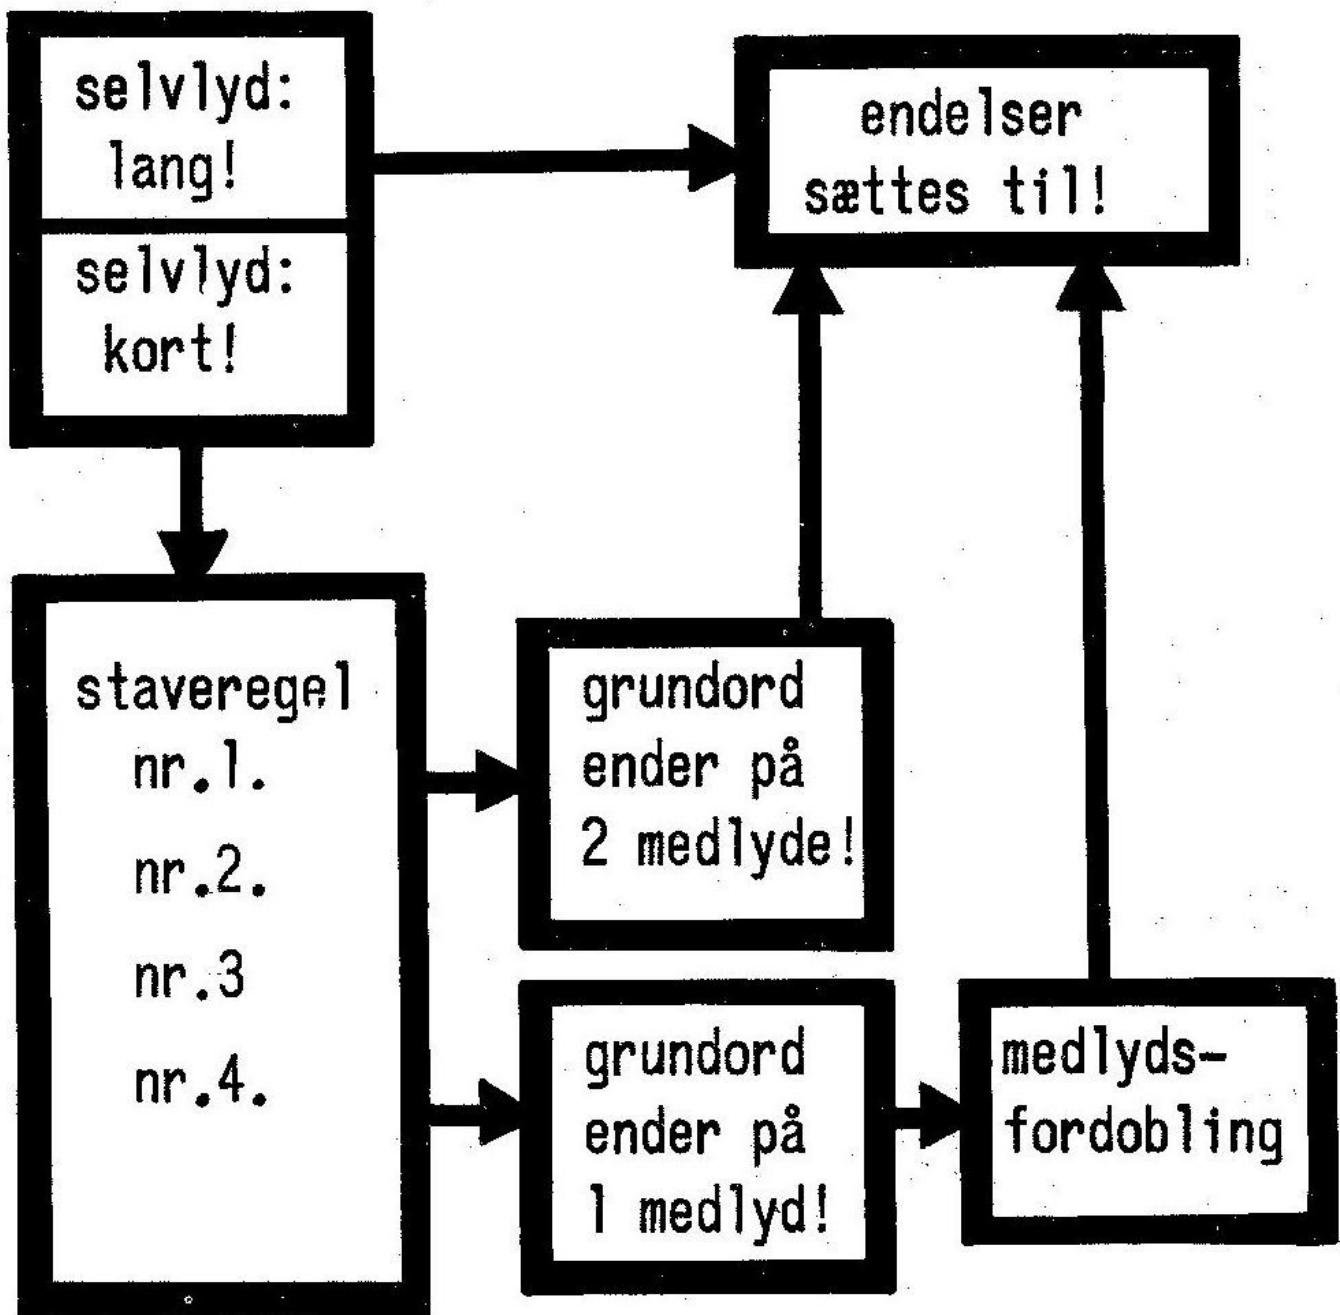 selvlyd:
lang!
selvlyd:
kort!
endelser
sættes til!
staveregel
nr.1.
nr.2.
nr.3
nr.4.
grundord
ender på
2 medlyde!
grundord
ender på
1 medlyd!
medlyds-
fordobling